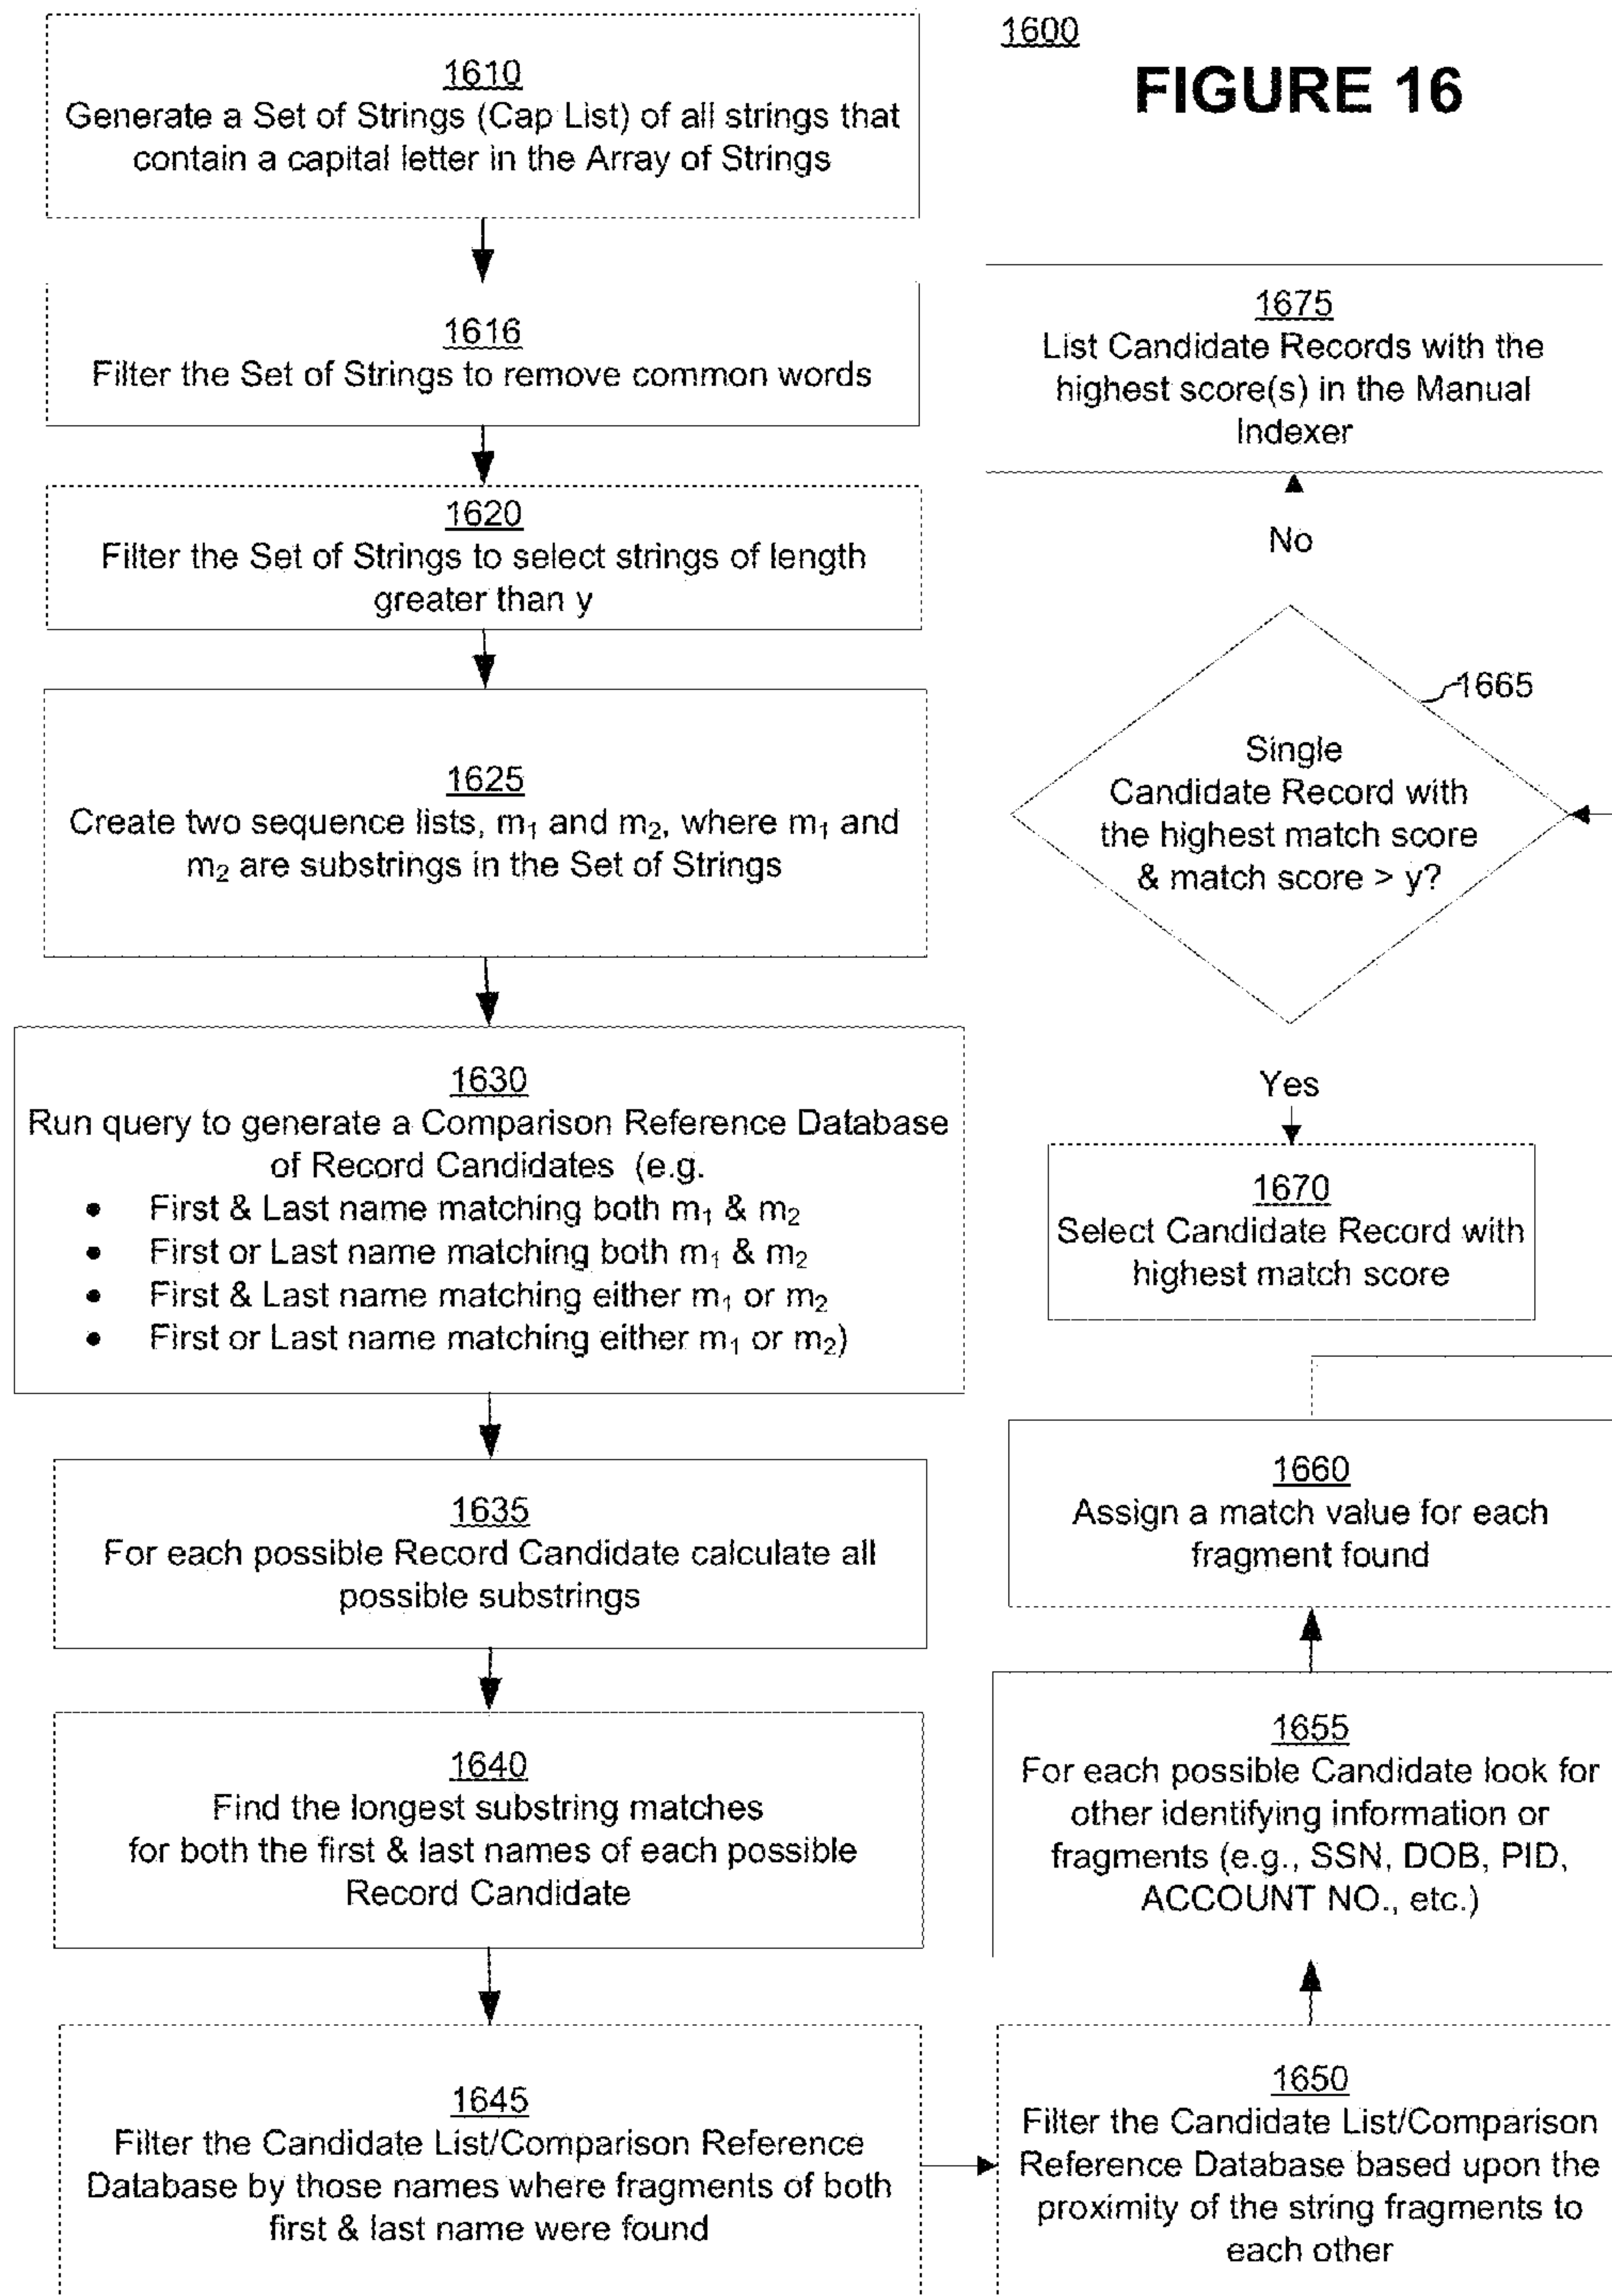 1600
FIGURE 16
1610
Generate a Set of Strings (Cap List) of all strings that
contain a capital letter in the Array of Strings
1616
Filter the Set of Strings to remove common words
1620
Filter the Set of Strings to select strings of length
greater than y
1625
Create two sequence lists, m₁ and m₂, where m₁ and
m₂ are substrings in the Set of Strings
1630
Run query to generate a Comparison Reference Database
of Record Candidates (e.g.
• First & Last name matching both m₁ & m₂
• First or Last name matching both m₁ & m₂
• First & Last name matching either m₁ or m₂
• First or Last name matching either m₁ or m₂)
1635
For each possible Record Candidate calculate all
possible substrings
1640
Find the longest substring matches
for both the first & last names of each possible
Record Candidate
1645
Filter the Candidate List/Comparison Reference
Database by those names where fragments of both
first & last name were found
1650
Filter the Candidate List/Comparison
Reference Database based upon the
proximity of the string fragments to
each other
1655
For each possible Candidate look for
other identifying information or
fragments (e.g., SSN, DOB, PID,
ACCOUNT NO., etc.)
1660
Assign a match value for each
fragment found
1665
Single
Candidate Record with
the highest match score
& match score > y?
Yes
1670
Select Candidate Record with
highest match score
No
1675
List Candidate Records with the
highest score(s) in the Manual
Indexer